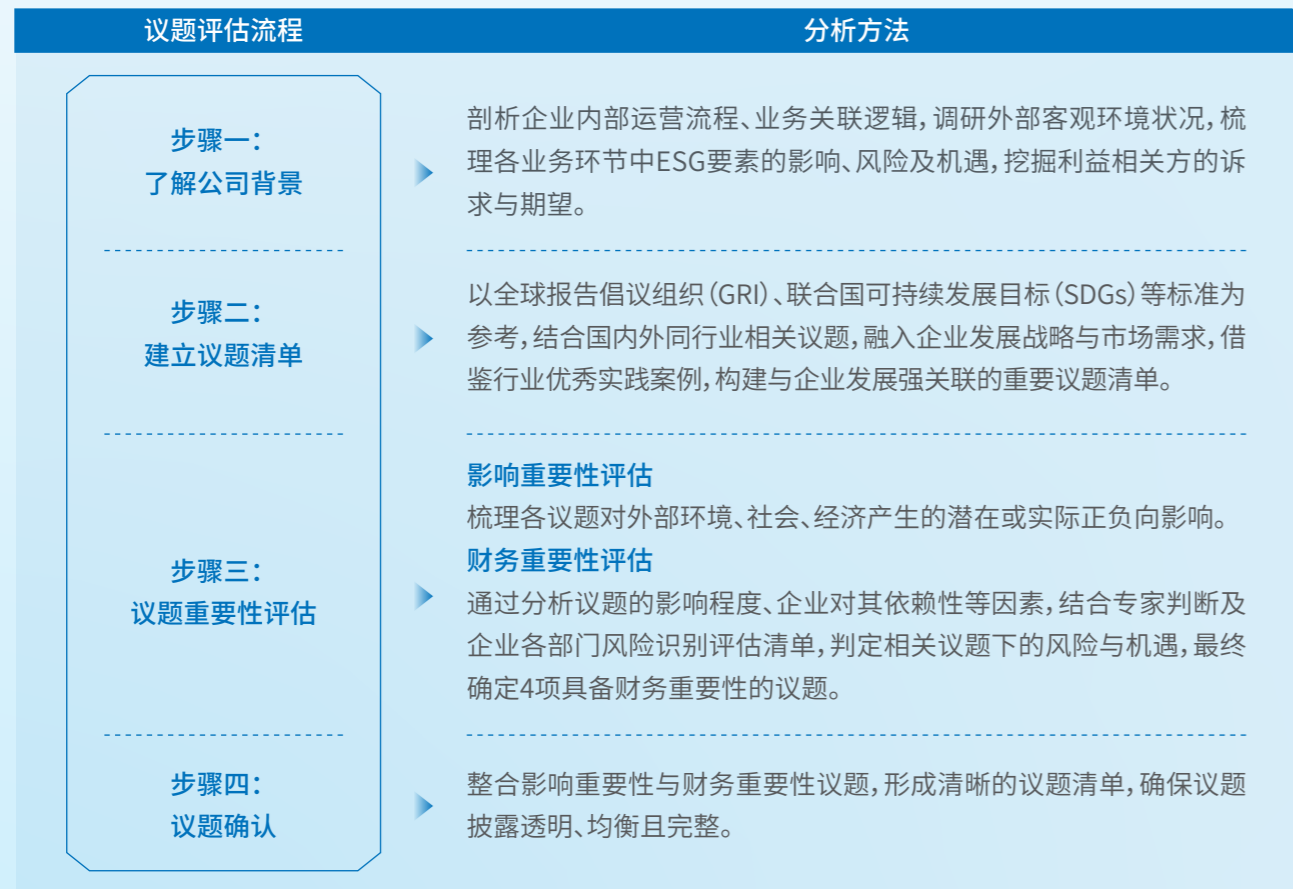 议题评估流程
分析方法
步骤一：
了解公司背景
剖析企业内部运营流程、业务关联逻辑，调研外部客观环境状况，梳
理各业务环节中ESG要素的影响、风险及机遇，挖掘利益相关方的诉
求与期望。
步骤二：
建立议题清单
以全球报告倡议组织（GRI）、联合国可持续发展目标（SDGs）等标准为
参考，结合国内外同行业相关议题，融入企业发展战略与市场需求，借
鉴行业优秀实践案例，构建与企业发展强关联的重要议题清单。
步骤三：
议题重要性评估
影响重要性评估
梳理各议题对外部环境、社会、经济产生的潜在或实际正负向影响。
财务重要性评估
通过分析议题的影响程度、企业对其依赖性等因素，结合专家判断及
企业各部门风险识别评估清单，判定相关议题下的风险与机遇，最终
确定4项具备财务重要性的议题。
步骤四：
议题确认
整合影响重要性与财务重要性议题，形成清晰的议题清单，确保议题
披露透明、均衡且完整。